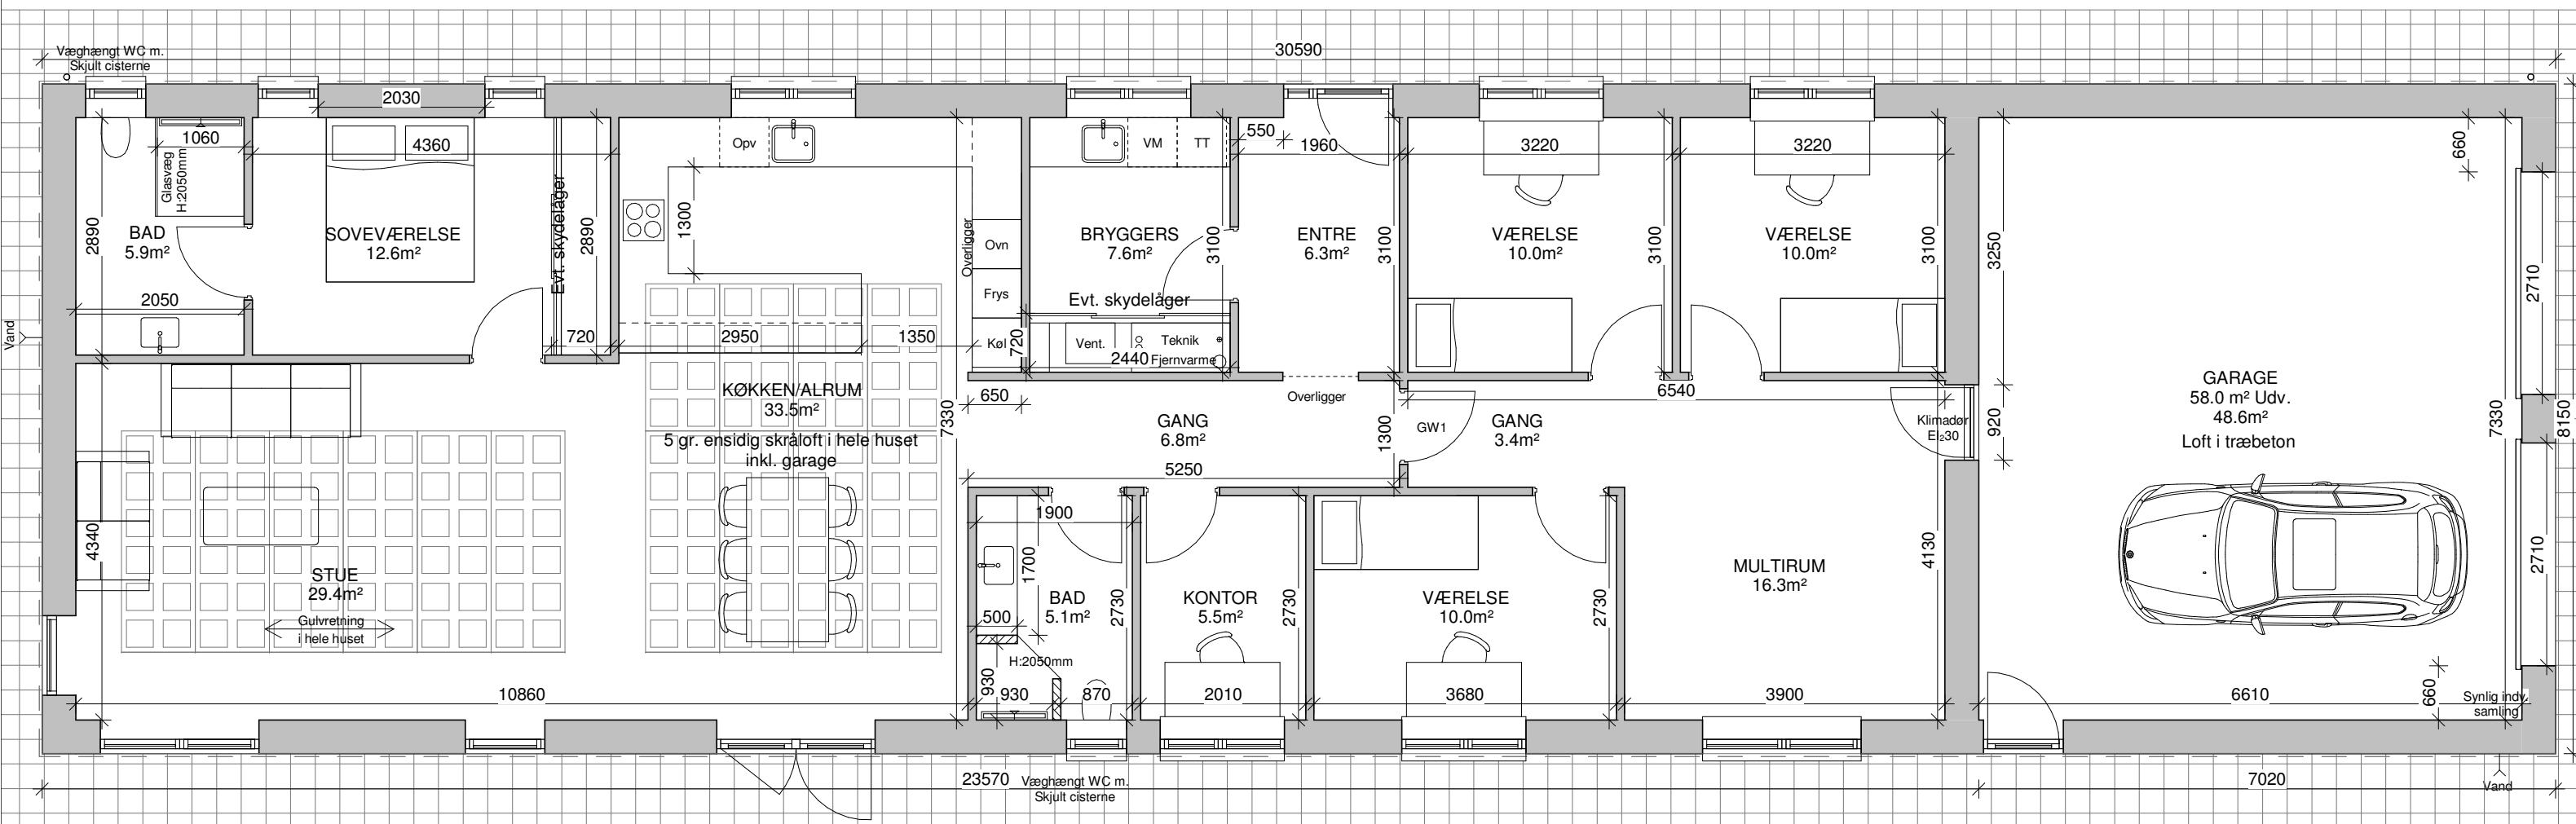 Væghængt WC m.
Skjult cisterne
30590
2030
1060
Glasvæg
H:2050mm
4360
Opv
VM
TT
550
1960
3220
3220
660
2890
BAD
5.9m²
SOVEVÆRELSE
12.6m²
Evt. skydelåger
2890
1300
Overligger
Ovn
Frys
Køl
BRYGGERS
7.6m²
3100
ENTRE
6.3m²
3100
VÆRELSE
10.0m²
3100
VÆRELSE
10.0m²
3100
3250
2710
Vand
2050
720
2950
1350
720
Evt. skydelåger
Vent.
Teknik
2440
Fjernvarme
KØKKEN/ALRUM
33.5m²
5 gr. ensidig skråloft i hele huset
inkl. garage
7330
650
GANG
6.8m²
Overligger
1300
GW1
GANG
3.4m²
6540
Klimadør
EI₂30
920
GARAGE
58.0 m² Udv.
48.6m²
Loft i træbeton
7330
8150
5250
4340
STUE
29.4m²
Gulvretning
i hele huset
1900
1700
500
BAD
5.1m²
2730
H:2050mm
930
930
870
KONTOR
5.5m²
2730
VÆRELSE
10.0m²
2730
MULTIRUM
16.3m²
4130
2710
10860
2010
3680
3900
6610
660
Synlig indv.
samling
23570
Væghængt WC m.
Skjult cisterne
7020
Vand